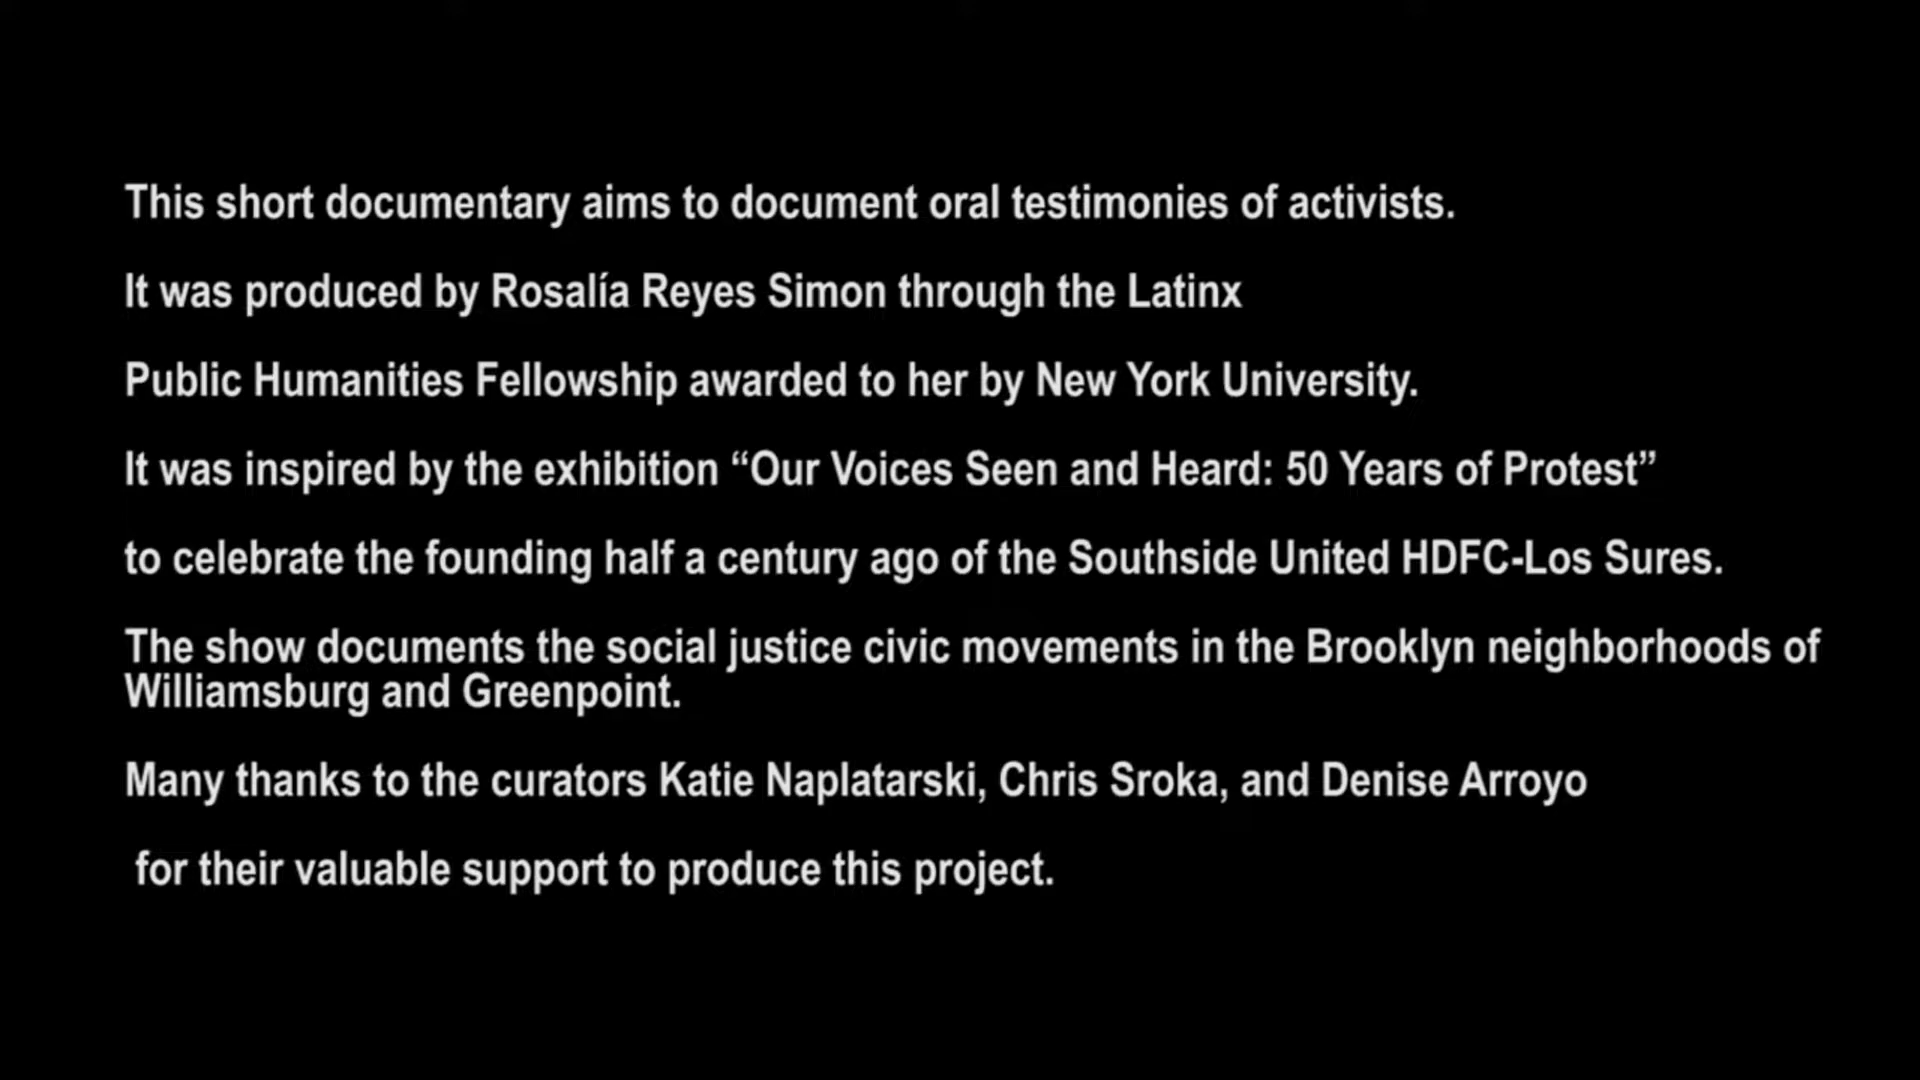 This short documentary aims to document oral testimonies of activists.
It was produced by Rosalía Reyes Simon through the Latinx
Public Humanities Fellowship awarded to her by New York University.
It was inspired by the exhibition “Our Voices Seen and Heard: 50 Years of Protest”
to celebrate the founding half a century ago of the Southside United HDFC-Los Sures.
The show documents the social justice civic movements in the Brooklyn neighborhoods of
Williamsburg and Greenpoint.
Many thanks to the curators Katie Naplatarski, Chris Sroka, and Denise Arroyo
for their valuable support to produce this project.